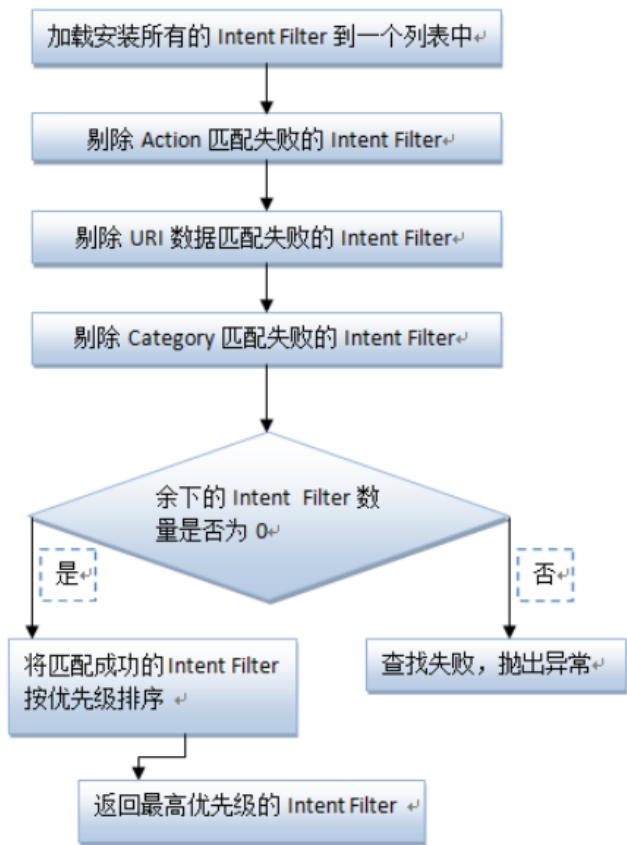 加载安装所有的 Intent Filter 到一个列表中
剔除 Action 匹配失败的 Intent Filter
剔除 URI 数据匹配失败的 Intent Filter
剔除 Category 匹配失败的 Intent Filter
余下的 Intent Filter 数
量是否为 0
是
否
将匹配成功的 Intent Filter
按优先级排序
查找失败，抛出异常
返回最高优先级的 Intent Filter